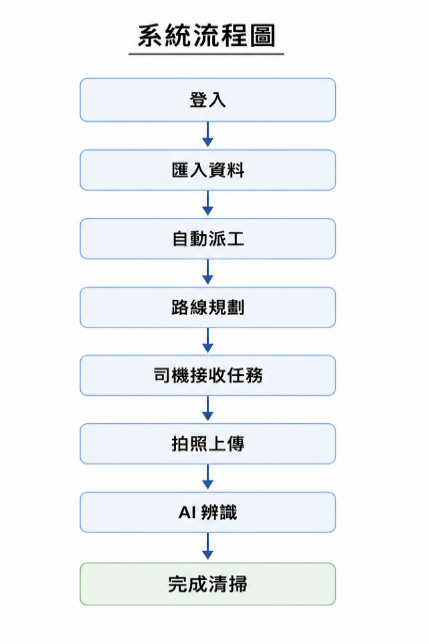 系統流程圖
登入
匯入資料
自動派工
路線規劃
司機接收任務
拍照上傳
AI 辨識
完成清掃